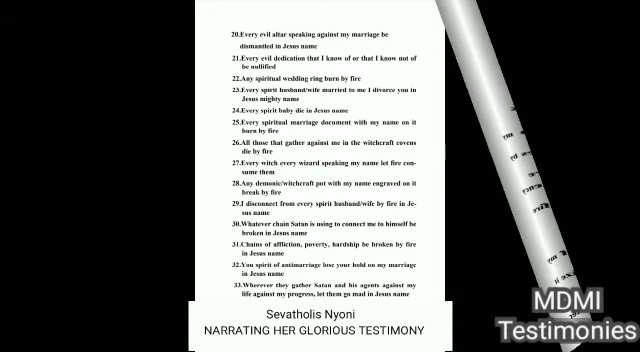 20.Every evil altar speaking against my marriage be
dismantled in Jesus name
21.Every evil dedication that I know of or that I know not of
be nullified
22.Any spiritual wedding ring burn by fire
23.Every spirit husband/wife married to me I divorce you in
Jesus mighty name
24.Every spirit baby die in Jesus name
25.Every spiritual marriage document with my name on it
burn by fire
26.All those that gather against me in the witchcraft covens
die by fire
27.Every witch every wizard speaking my name let fire con-
sume them
28.Any demonic/witchcraft pot with my name engraved on it
break by fire
29.I disconnect from every spirit husband/wife by fire in Je-
sus name
30.Whatever chain Satan is using to connect me to himself be
broken in Jesus name
31.Chains of affliction, poverty, hardship be broken by fire
in Jesus name
32.You spirit of antimarriage lose your hold on my marriage
in Jesus name
33.Wherever they gather Satan and his agents against my
life against my progress, let them go mad in Jesus name
Sevatholis Nyoni
NARRATING HER GLORIOUS TESTIMONY
MDMI
Testimonies